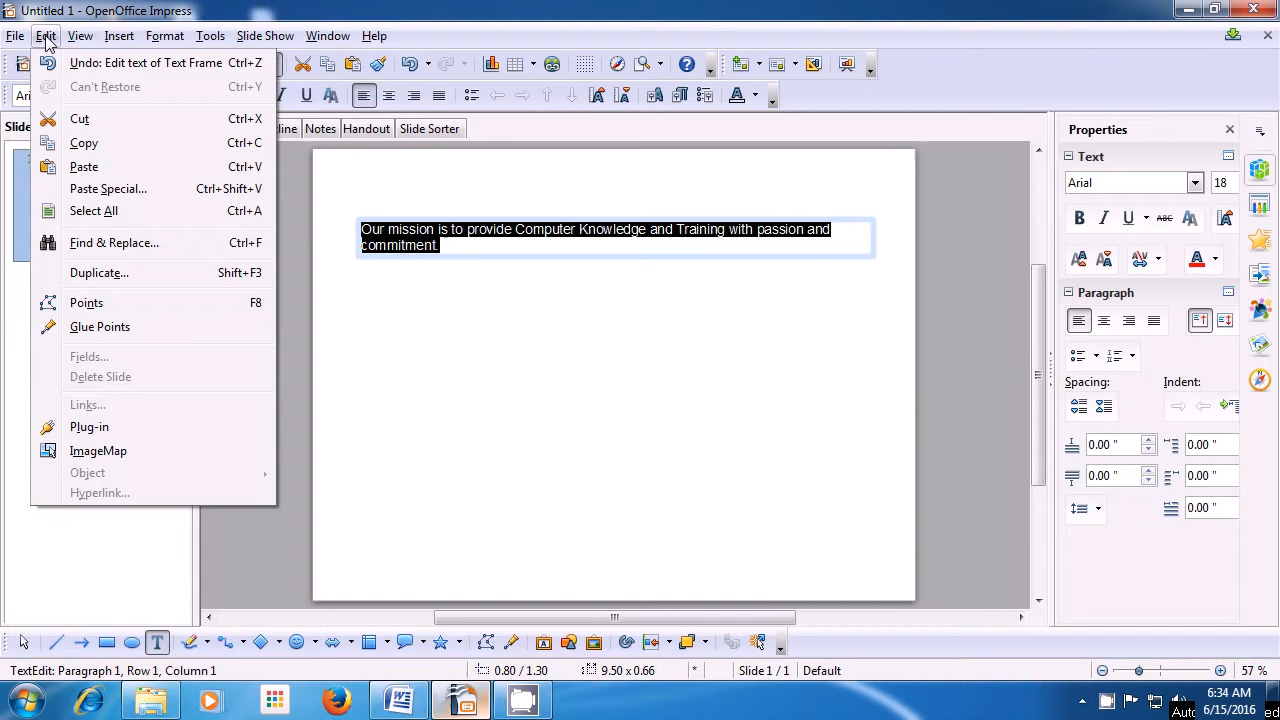 Untitled 1 - OpenOffice Impress
File Edit View Insert Format Tools Slide Show Window Help
Undo: Edit text of Text Frame Ctrl+Z
Can't Restore Ctrl+Y
Cut Ctrl+X
Copy Ctrl+C
Paste Ctrl+V
Paste Special... Ctrl+Shift+V
Select All Ctrl+A
Find & Replace... Ctrl+F
Duplicate... Shift+F3
Points F8
Glue Points
Fields...
Delete Slide
Links...
Plug-in
ImageMap
Object
Hyperlink...
Notes Handout Slide Sorter
Our mission is to provide Computer Knowledge and Training with passion and
commitment.
Properties
Text
Arial 18
B I U ABC
Paragraph
Spacing: Indent:
0.00 " 0.00 "
0.00 " 0.00 "
0.00 "
TextEdit: Paragraph 1, Row 1, Column 1 0.80 / 1.30 9.50 x 0.66 * Slide 1 / 1 Default 57 %
6:34 AM
6/15/2016